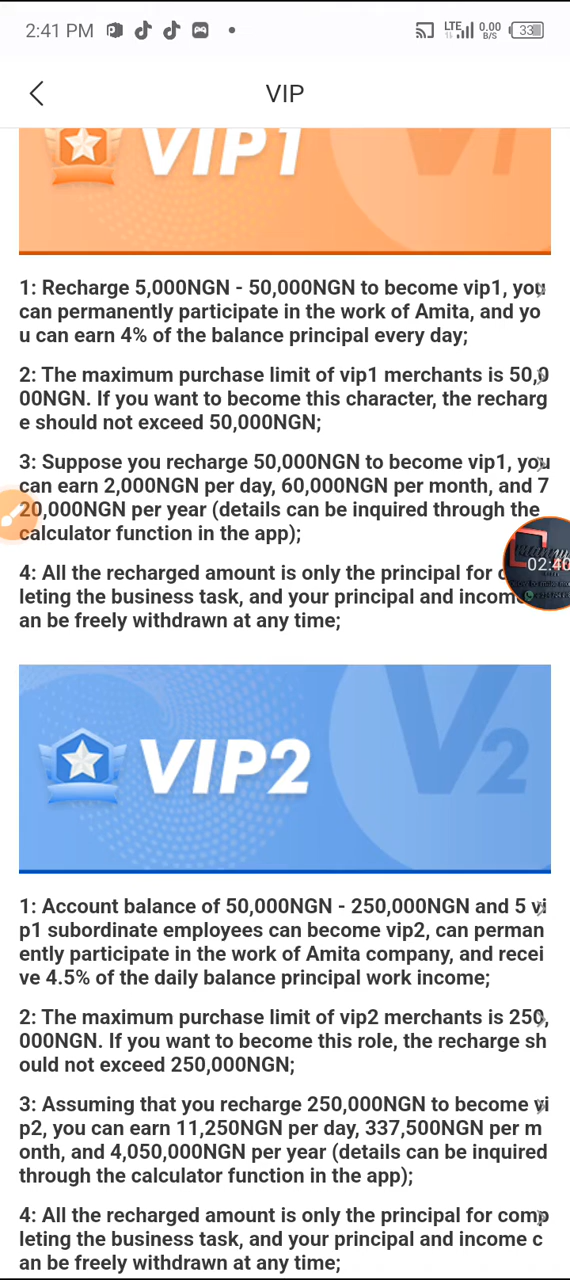 2:41 PM
LTE 0.00 B/S 33
VIP
VIP1
1: Recharge 5,000NGN - 50,000NGN to become vip1, you
can permanently participate in the work of Amita, and yo
u can earn 4% of the balance principal every day;
2: The maximum purchase limit of vip1 merchants is 50,0
00NGN. If you want to become this character, the recharg
e should not exceed 50,000NGN;
3: Suppose you recharge 50,000NGN to become vip1, you
can earn 2,000NGN per day, 60,000NGN per month, and 7
20,000NGN per year (details can be inquired through the
calculator function in the app);
02:40
4: All the recharged amount is only the principal for
leting the business task, and your principal and incom
an be freely withdrawn at any time;
VIP2
V2
1: Account balance of 50,000NGN - 250,000NGN and 5 vi
p1 subordinate employees can become vip2, can perman
ently participate in the work of Amita company, and recei
ve 4.5% of the daily balance principal work income;
2: The maximum purchase limit of vip2 merchants is 250,
000NGN. If you want to become this role, the recharge sh
ould not exceed 250,000NGN;
3: Assuming that you recharge 250,000NGN to become vi
p2, you can earn 11,250NGN per day, 337,500NGN per m
onth, and 4,050,000NGN per year (details can be inquired
through the calculator function in the app);
4: All the recharged amount is only the principal for comp
leting the business task, and your principal and income c
an be freely withdrawn at any time;